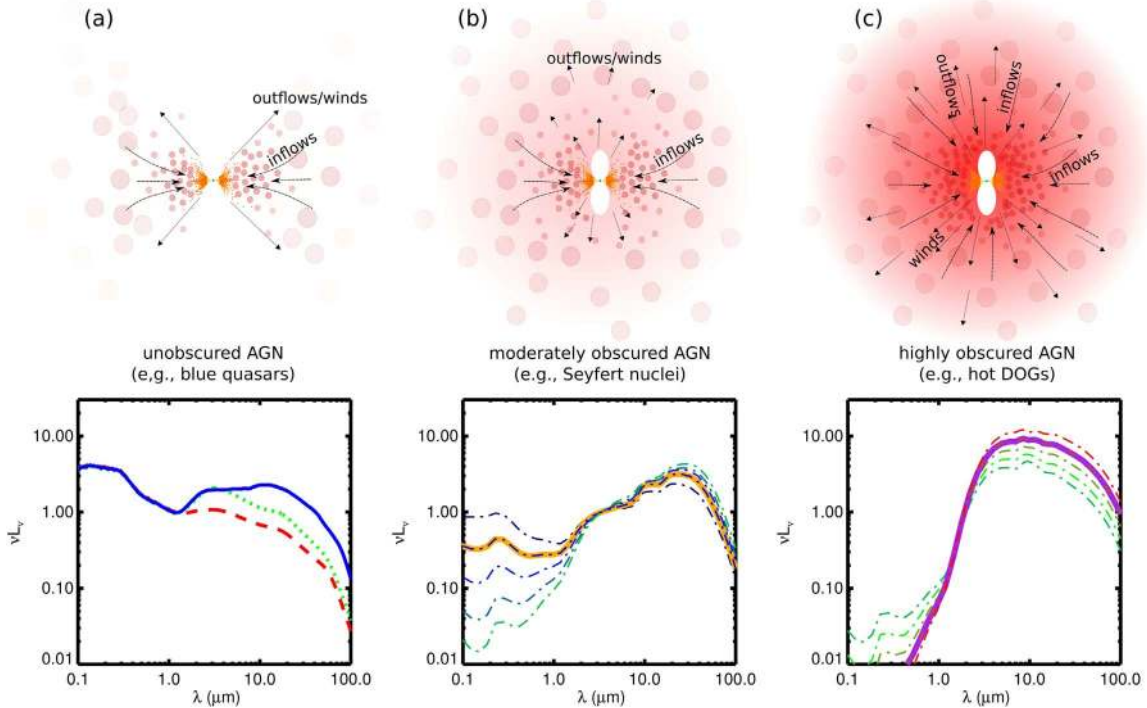 (a)
outflows/winds
inflows
unobscured AGN
(e,g., blue quasars)
10.00
1.00
0.10
0.01
νLν
0.1
1.0
10.0
100.0
λ (μm)
(b)
outflows/winds
inflows
moderately obscured AGN
(e.g., Seyfert nuclei)
10.00
1.00
0.10
0.01
νLν
0.1
1.0
10.0
100.0
λ (μm)
(c)
outflows
inflows
inflows
winds
highly obscured AGN
(e.g., hot DOGs)
10.00
1.00
0.10
0.01
νLν
0.1
1.0
10.0
100.0
λ (μm)